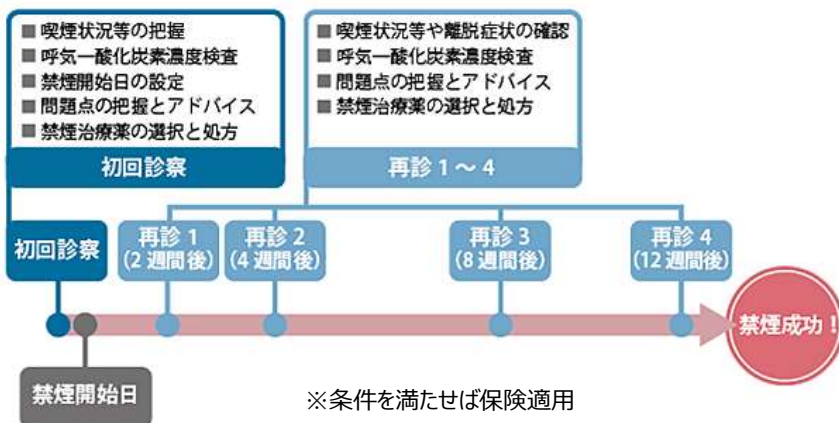 ■ 喫煙状況等の把握
■ 呼気一酸化炭素濃度検査
■ 禁煙開始日の設定
■ 問題点の把握とアドバイス
■ 禁煙治療薬の選択と処方
初回診察
■ 喫煙状況等や離脱症状の確認
■ 呼気一酸化炭素濃度検査
■ 問題点の把握とアドバイス
■ 禁煙治療薬の選択と処方
再診 1 ～ 4
初回診察
再診 1
(2 週間後)
再診 2
(4 週間後)
再診 3
(8 週間後)
再診 4
(12 週間後)
禁煙成功！
禁煙開始日
※条件を満たせば保険適用